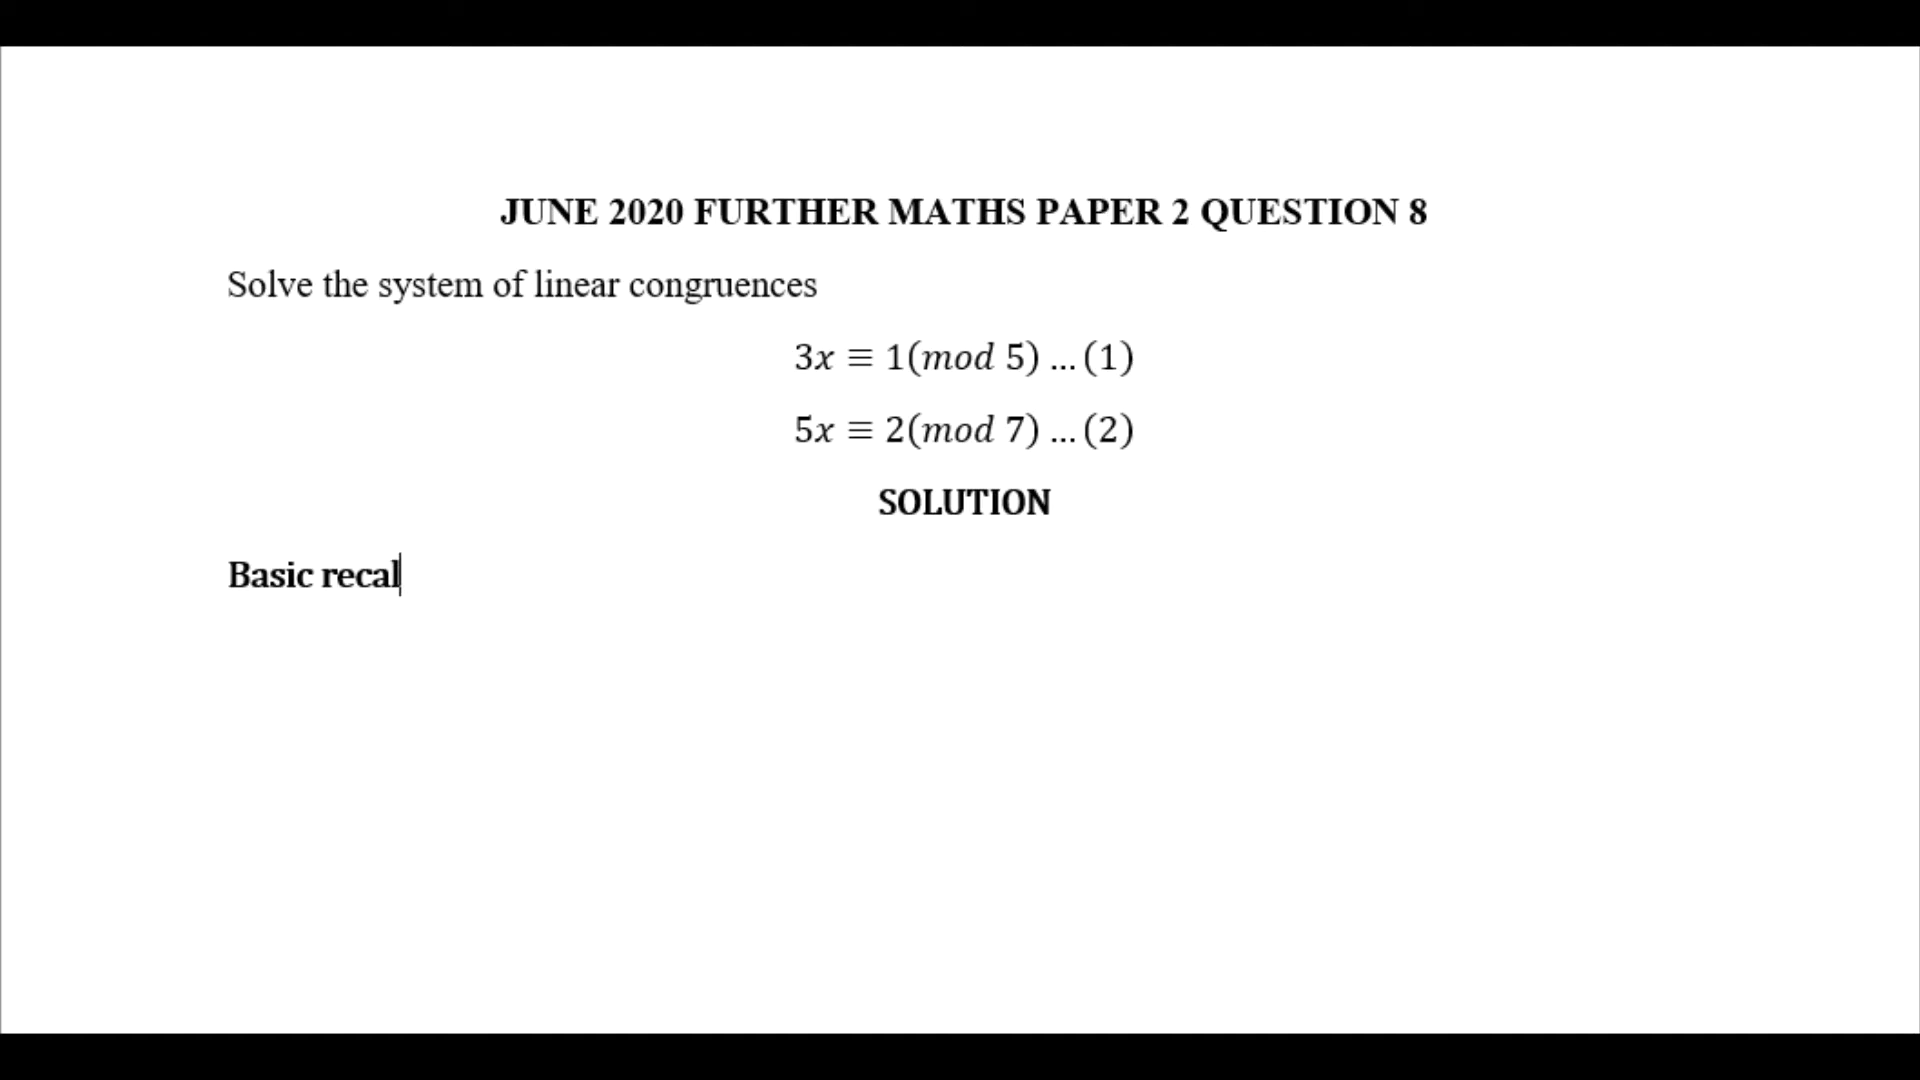 JUNE 2020 FURTHER MATHS PAPER 2 QUESTION 8
Solve the system of linear congruences
3x ≡ 1(mod 5) … (1)
5x ≡ 2(mod 7) … (2)
SOLUTION
Basic recal